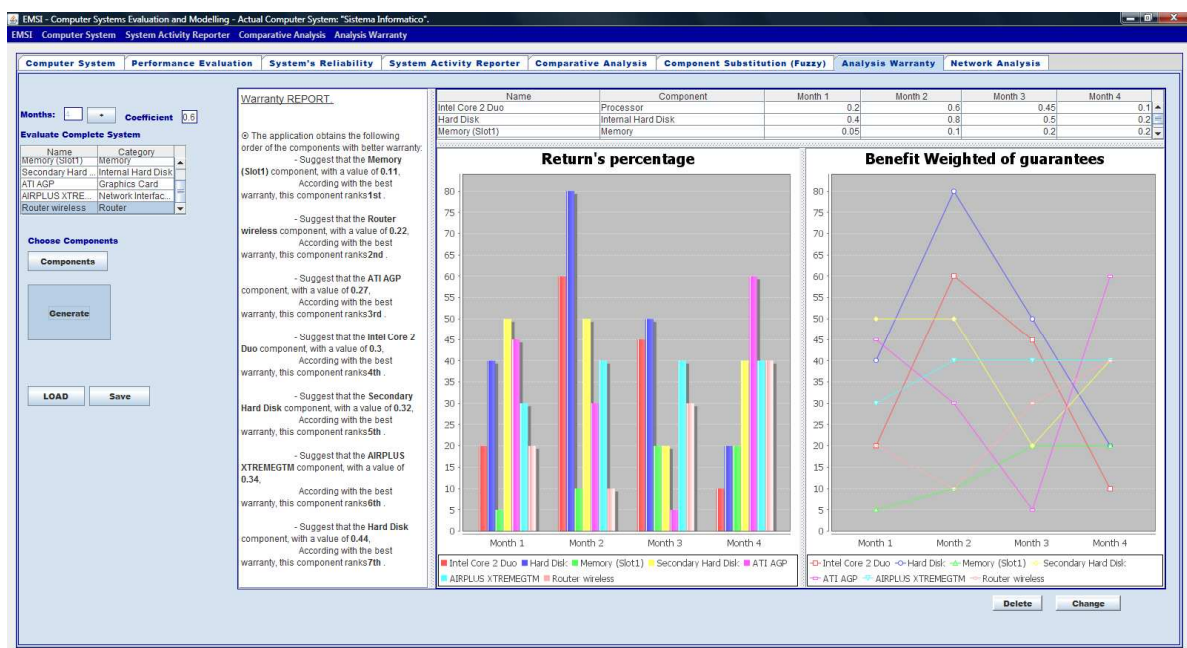 EMSI - Computer Systems Evaluation and Modelling - Actual Computer System: "Sistema Informatico".
EMSI Computer System System Activity Reporter Comparative Analysis Analysis Warranty
Computer System Performance Evaluation System's Reliability System Activity Reporter Comparative Analysis Component Substitution (Fuzzy) Analysis Warranty Network Analysis
Months: + Coefficient 0.6
Evaluate Complete System
Name Category
Memory (Slot1) Memory
Secondary Hard ... Internal Hard Disk
ATI AGP Graphics Card
AIRPLUS XTRE... Network Interfac...
Router wireless Router
Choose Components
Components
Generate
LOAD Save
Warranty REPORT.
⊙ The application obtains the following
order of the components with better warranty:
- Suggest that the Memory
(Slot1) component, with a value of 0.11,
According with the best
warranty, this component ranks1st .
- Suggest that the Router
wireless component, with a value of 0.22,
According with the best
warranty, this component ranks2nd .
- Suggest that the ATI AGP
component, with a value of 0.27,
According with the best
warranty, this component ranks3rd .
- Suggest that the Intel Core 2
Duo component, with a value of 0.3,
According with the best
warranty, this component ranks4th .
- Suggest that the Secondary
Hard Disk component, with a value of 0.32,
According with the best
warranty, this component ranks5th .
- Suggest that the AIRPLUS
XTREMEGTM component, with a value of
0.34,
According with the best
warranty, this component ranks6th .
- Suggest that the Hard Disk
component, with a value of 0.44,
According with the best
warranty, this component ranks7th .
Name Component Month 1 Month 2 Month 3 Month 4
Intel Core 2 Duo Processor 0.2 0.6 0.45 0.1
Hard Disk Internal Hard Disk 0.4 0.8 0.5 0.2
Memory (Slot1) Memory 0.05 0.1 0.2 0.2
Return's percentage
80
75
70
65
60
55
50
45
40
35
30
25
20
15
10
5
0
Month 1 Month 2 Month 3 Month 4
Intel Core 2 Duo Hard Disk Memory (Slot1) Secondary Hard Disk ATI AGP
AIRPLUS XTREMEGTM Router wireless
Benefit Weighted of guarantees
80
75
70
65
60
55
50
45
40
35
30
25
20
15
10
5
0
Month 1 Month 2 Month 3 Month 4
Intel Core 2 Duo Hard Disk Memory (Slot1) Secondary Hard Disk
ATI AGP AIRPLUS XTREMEGTM Router wireless
Delete Change